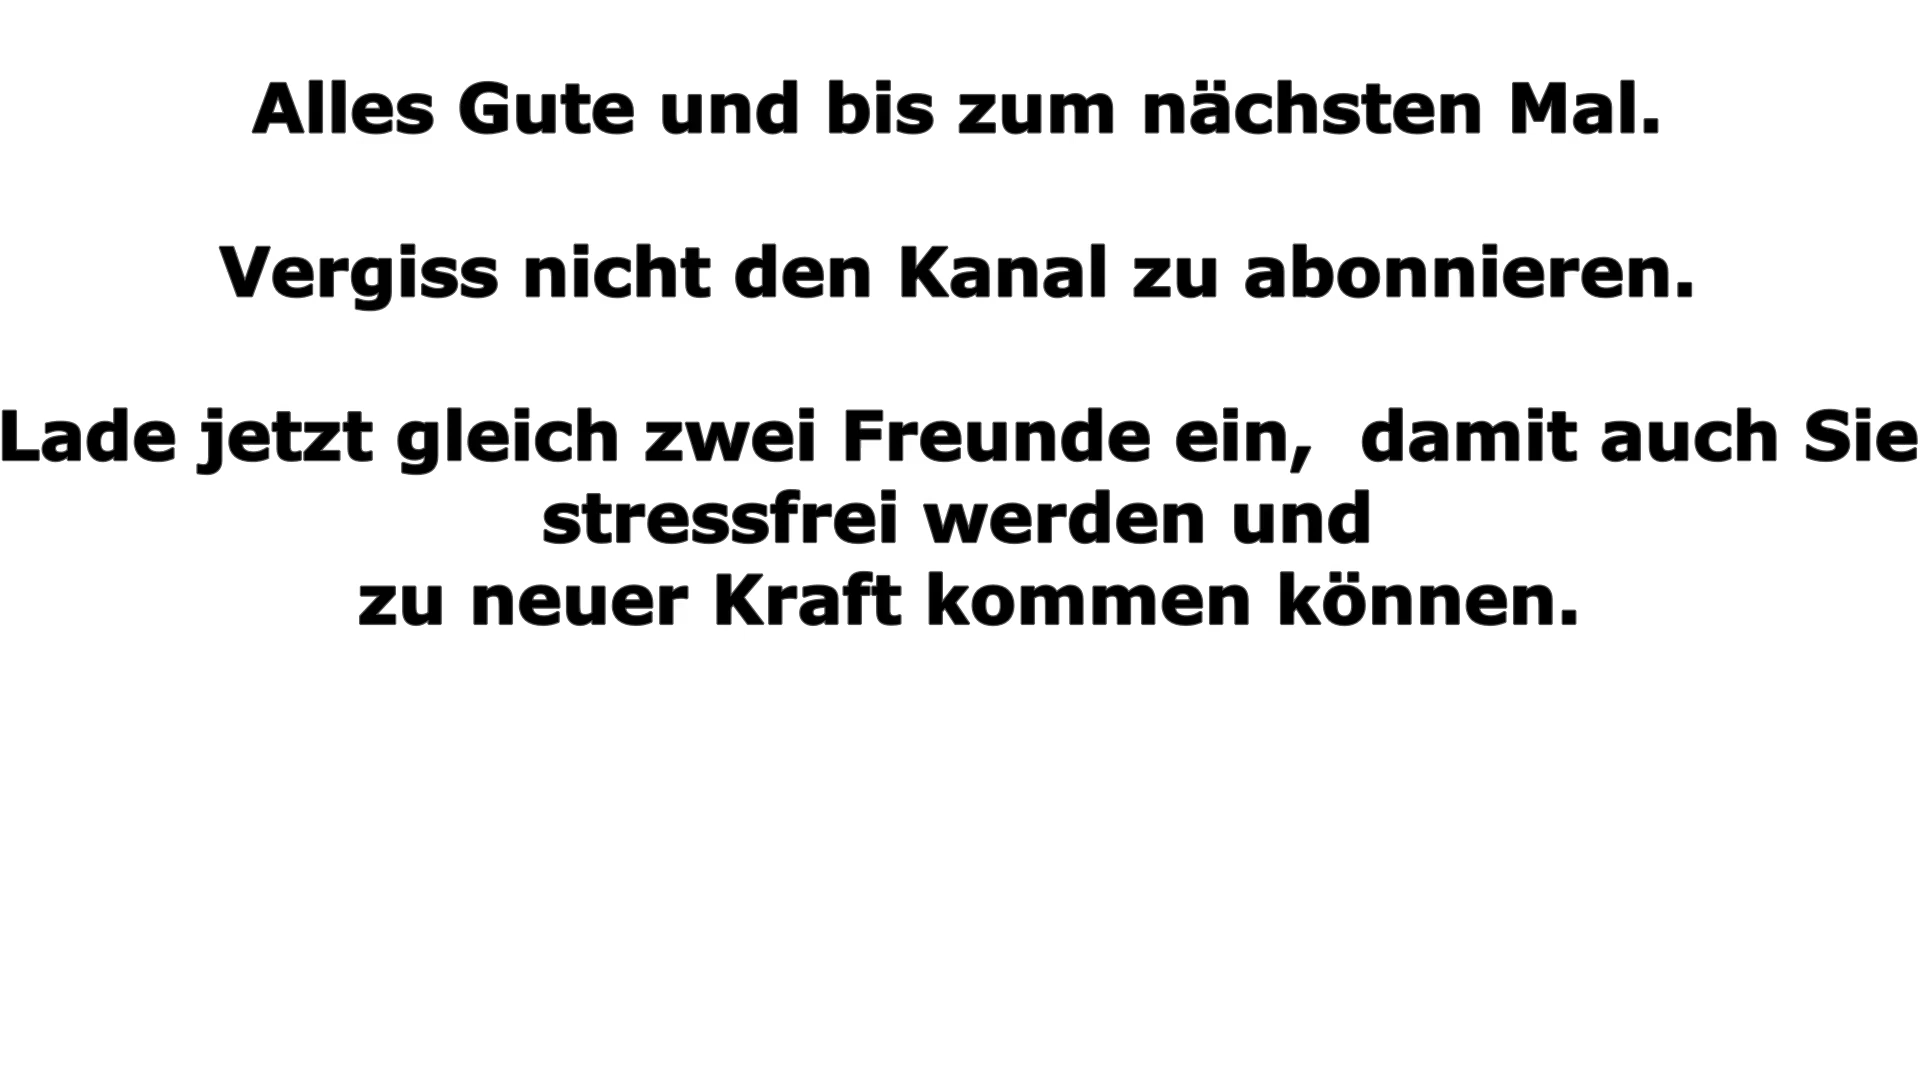 Alles Gute und bis zum nächsten Mal.
Vergiss nicht den Kanal zu abonnieren.
Lade jetzt gleich zwei Freunde ein,  damit auch Sie
stressfrei werden und
zu neuer Kraft kommen können.